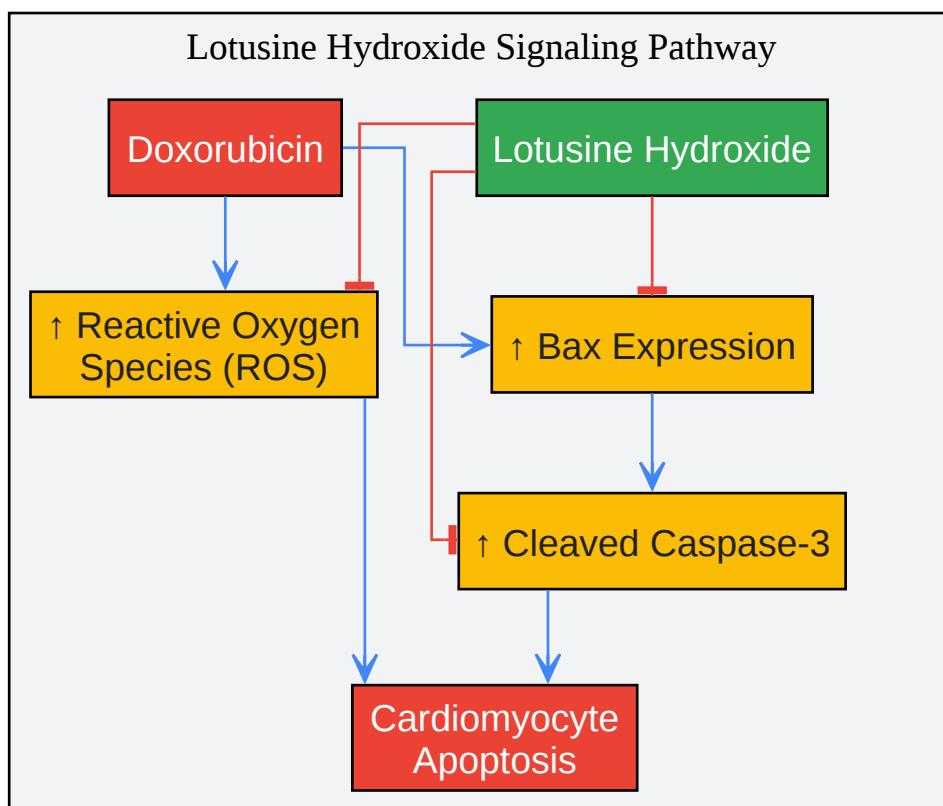 Lotusine Hydroxide Signaling Pathway
Doxorubicin
Lotusine Hydroxide
↑ Reactive Oxygen
Species (ROS)
↑ Bax Expression
↑ Cleaved Caspase-3
Cardiomyocyte
Apoptosis